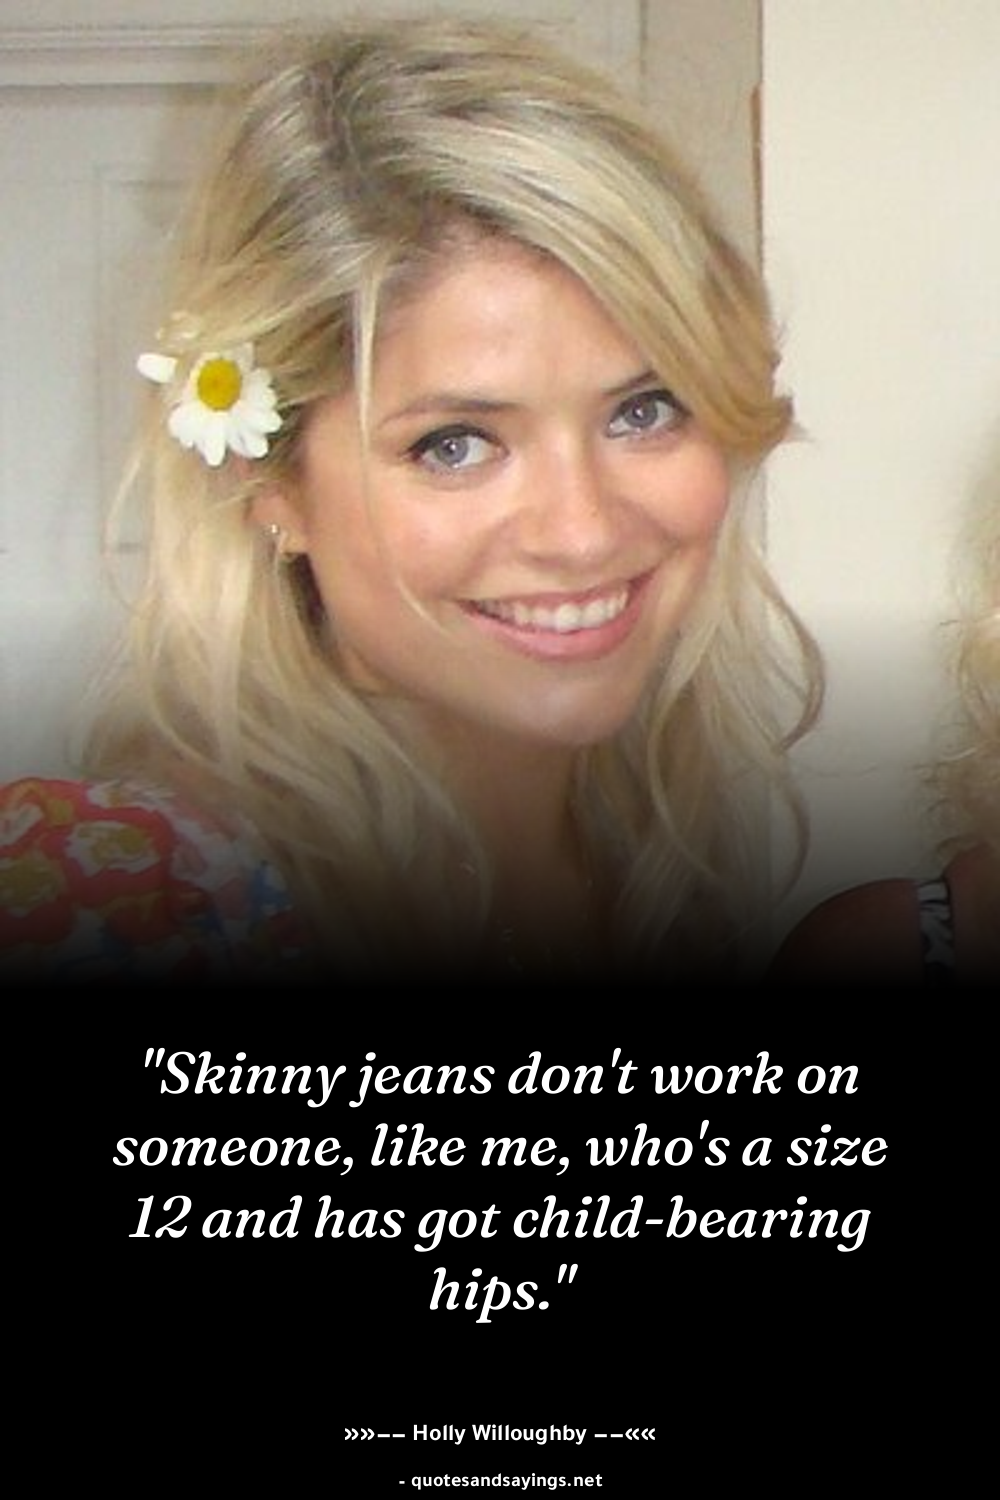 "Skinny jeans don't work on
someone, like me, who's a size
12 and has got child-bearing
hips."
»»–– Holly Willoughby ––««
- quotesandsayings.net